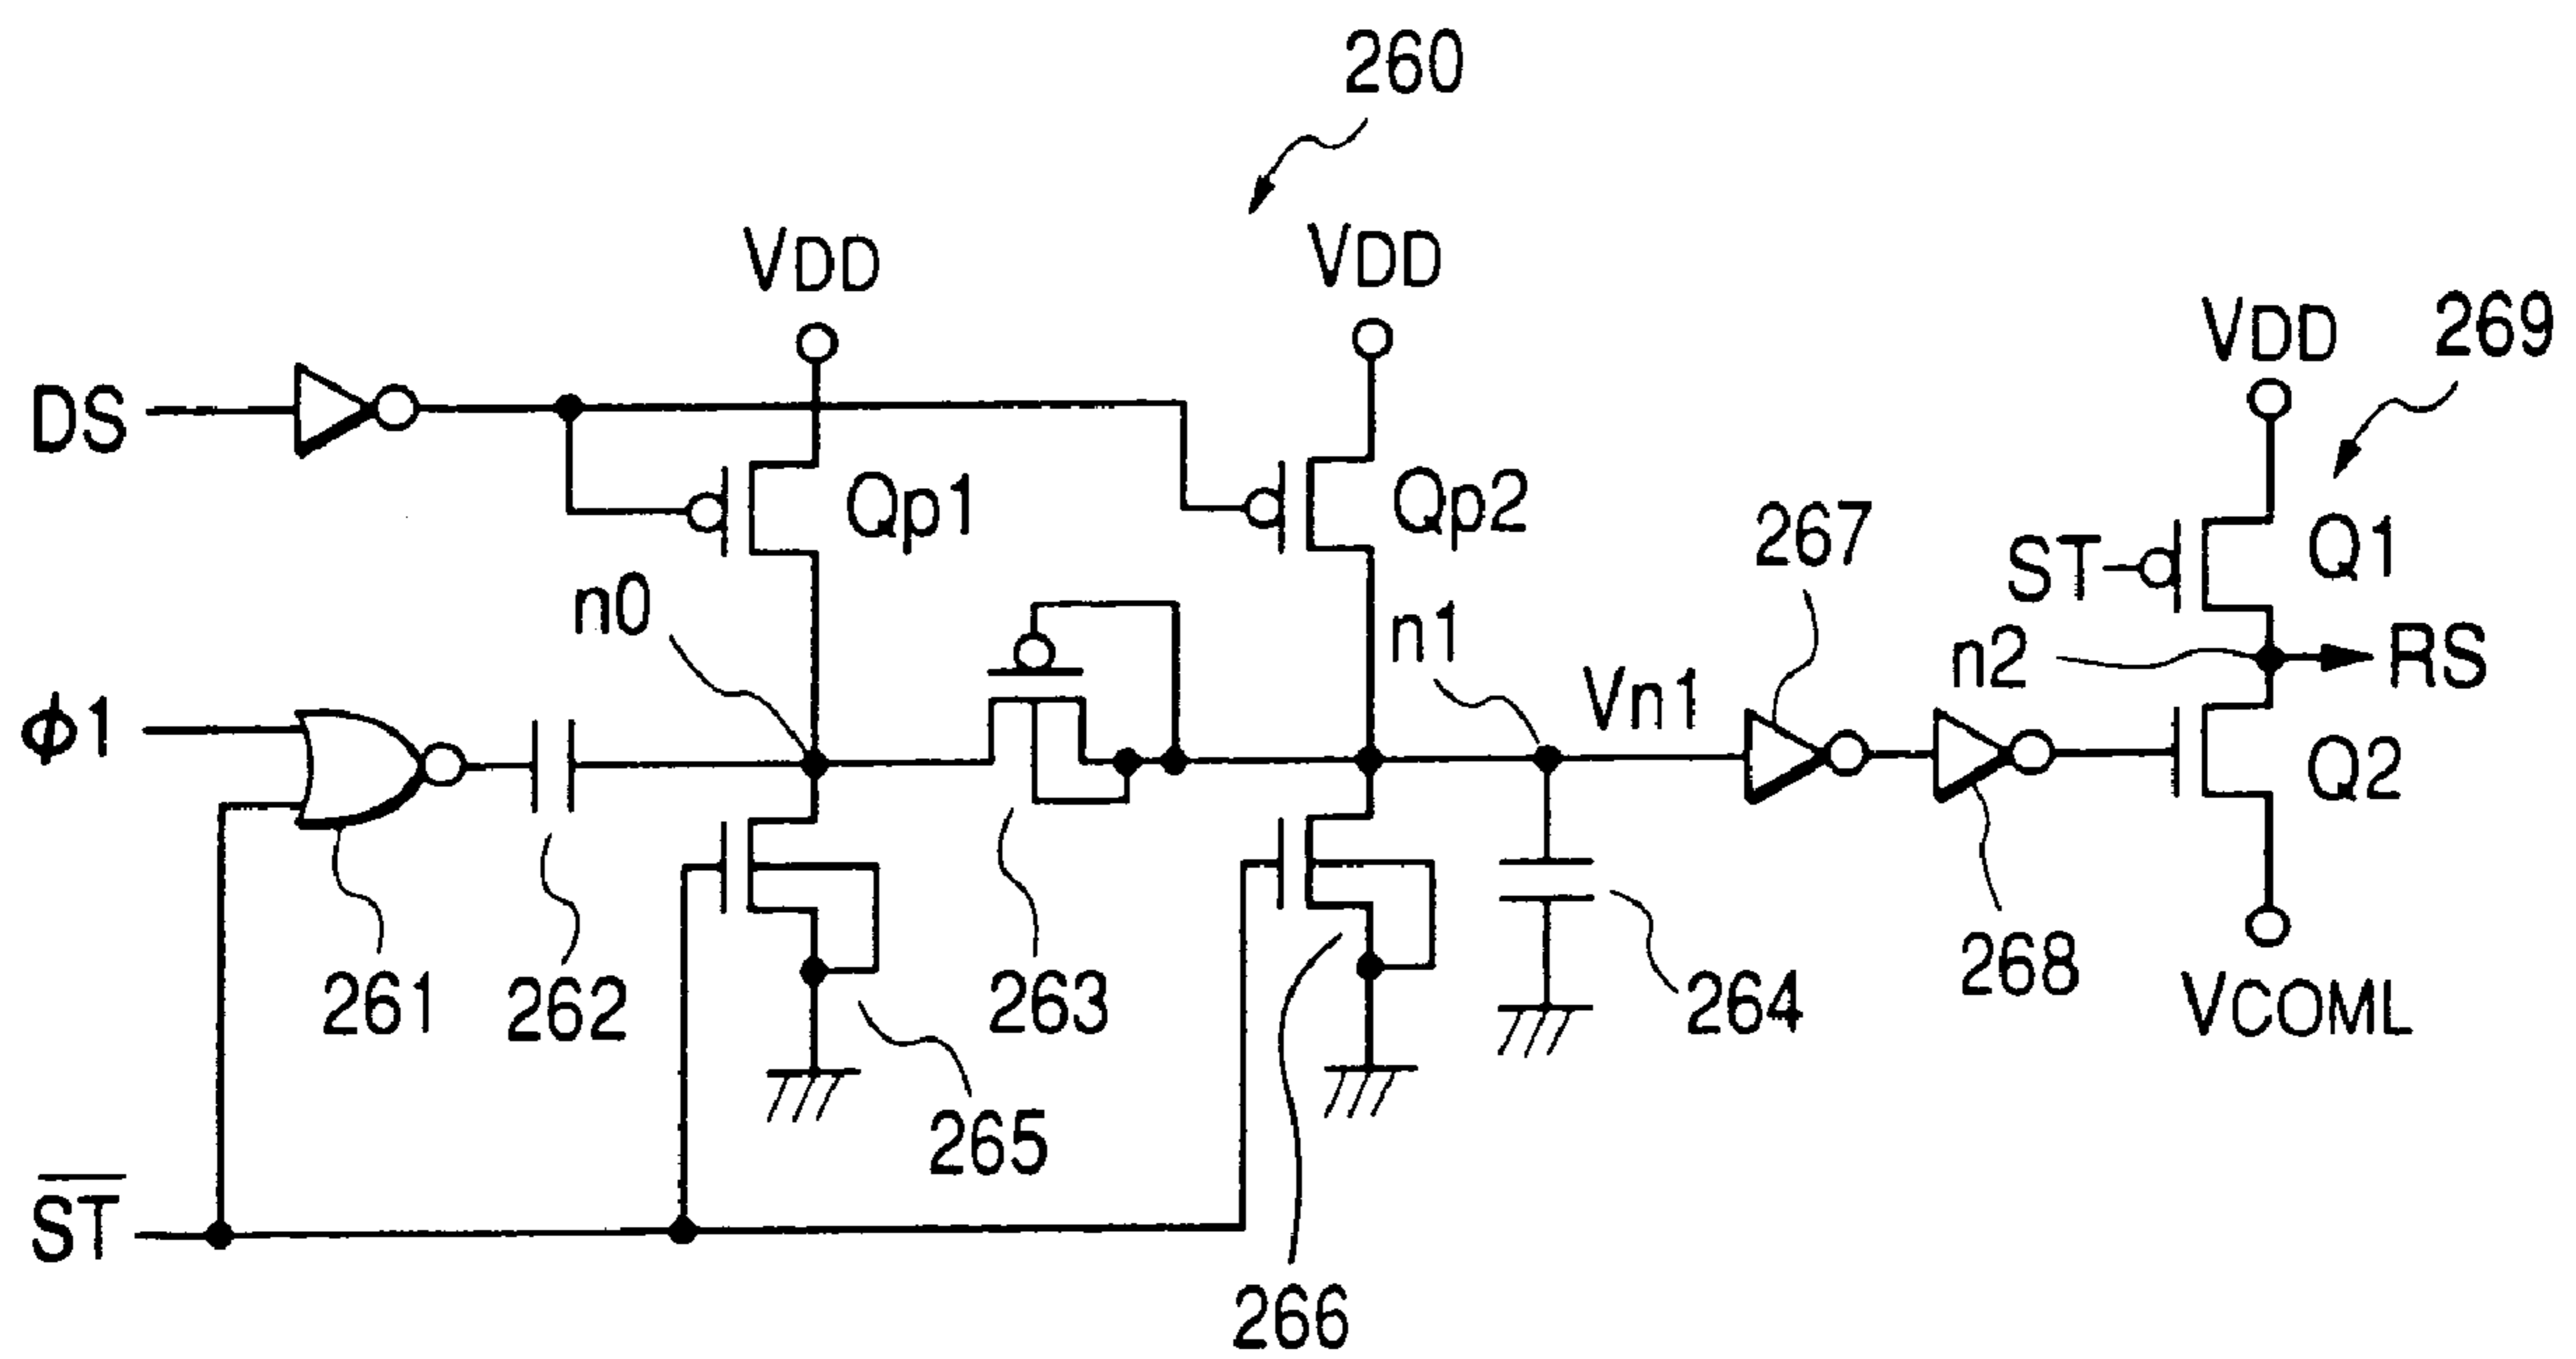 260
VDD
VDD
VDD
269
DS
Qp1
Qp2
267
ST
Q1
n0
n1
Vn1
n2
RS
ϕ1
Q2
261
262
263
264
268
VCOML
265
S̅T̅
266